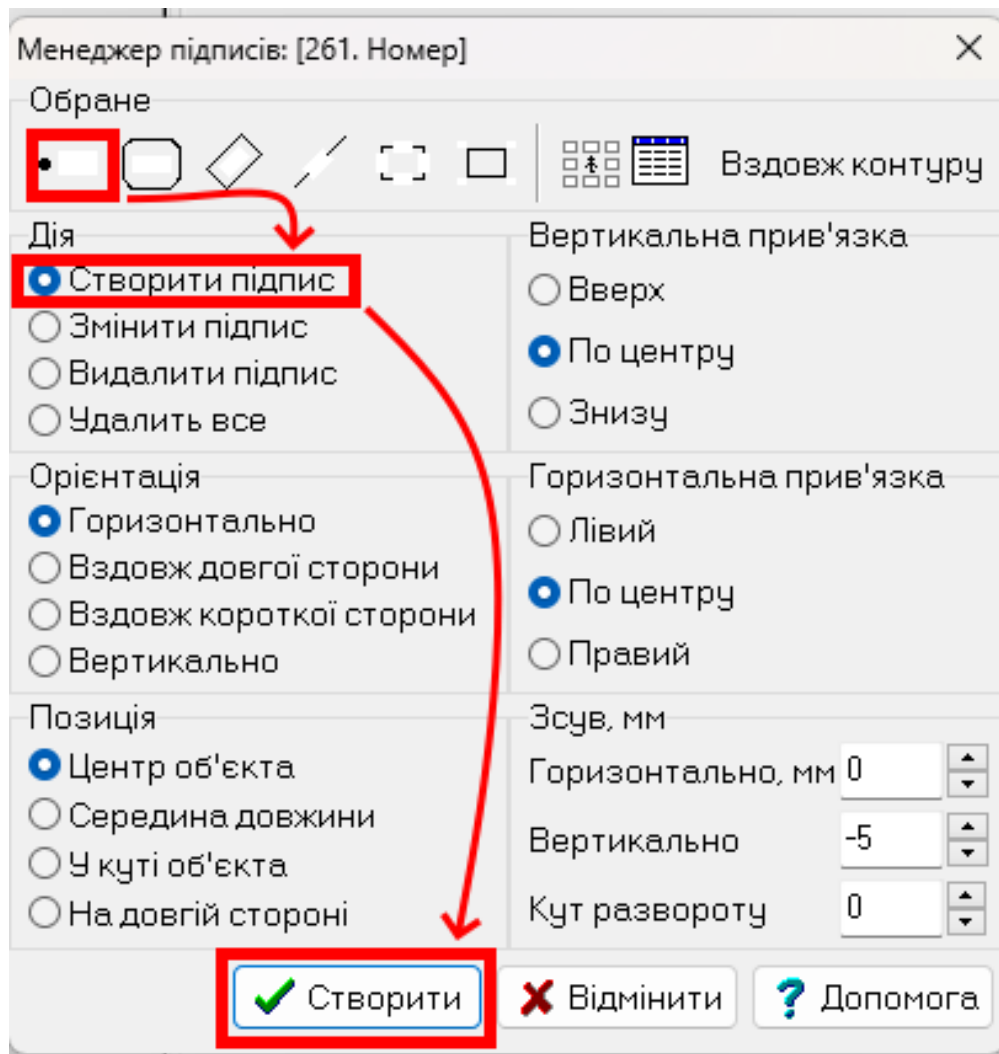 Менеджер підписів: [261. Номер]
Обране
Вздовж контуру
Дія
Створити підпис
Змінити підпис
Видалити підпис
Удалить все
Вертикальна прив'язка
Вверх
По центру
Знизу
Орієнтація
Горизонтально
Вздовж довгої сторони
Вздовж короткої сторони
Вертикально
Горизонтальна прив'язка
Лівий
По центру
Правий
Позиція
Центр об'єкта
Середина довжини
У куті об'єкта
На довгій стороні
Зсув, мм
Горизонтально, мм 0
Вертикально -5
Кут развороту 0
Створити
Відмінити
Допомога